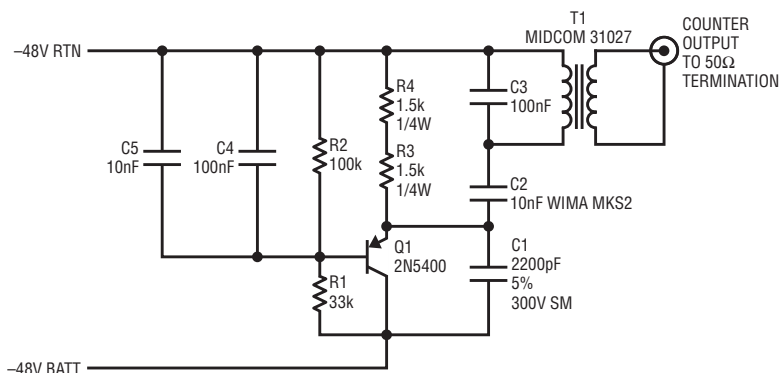 T1
MIDCOM 31027
COUNTER
OUTPUT
TO 50Ω
TERMINATION
–48V RTN
C5
10nF
C4
100nF
R2
100k
R4
1.5k
1/4W
R3
1.5k
1/4W
C3
100nF
C2
10nF WIMA MKS2
Q1
2N5400
C1
2200pF
5%
300V SM
R1
33k
–48V BATT